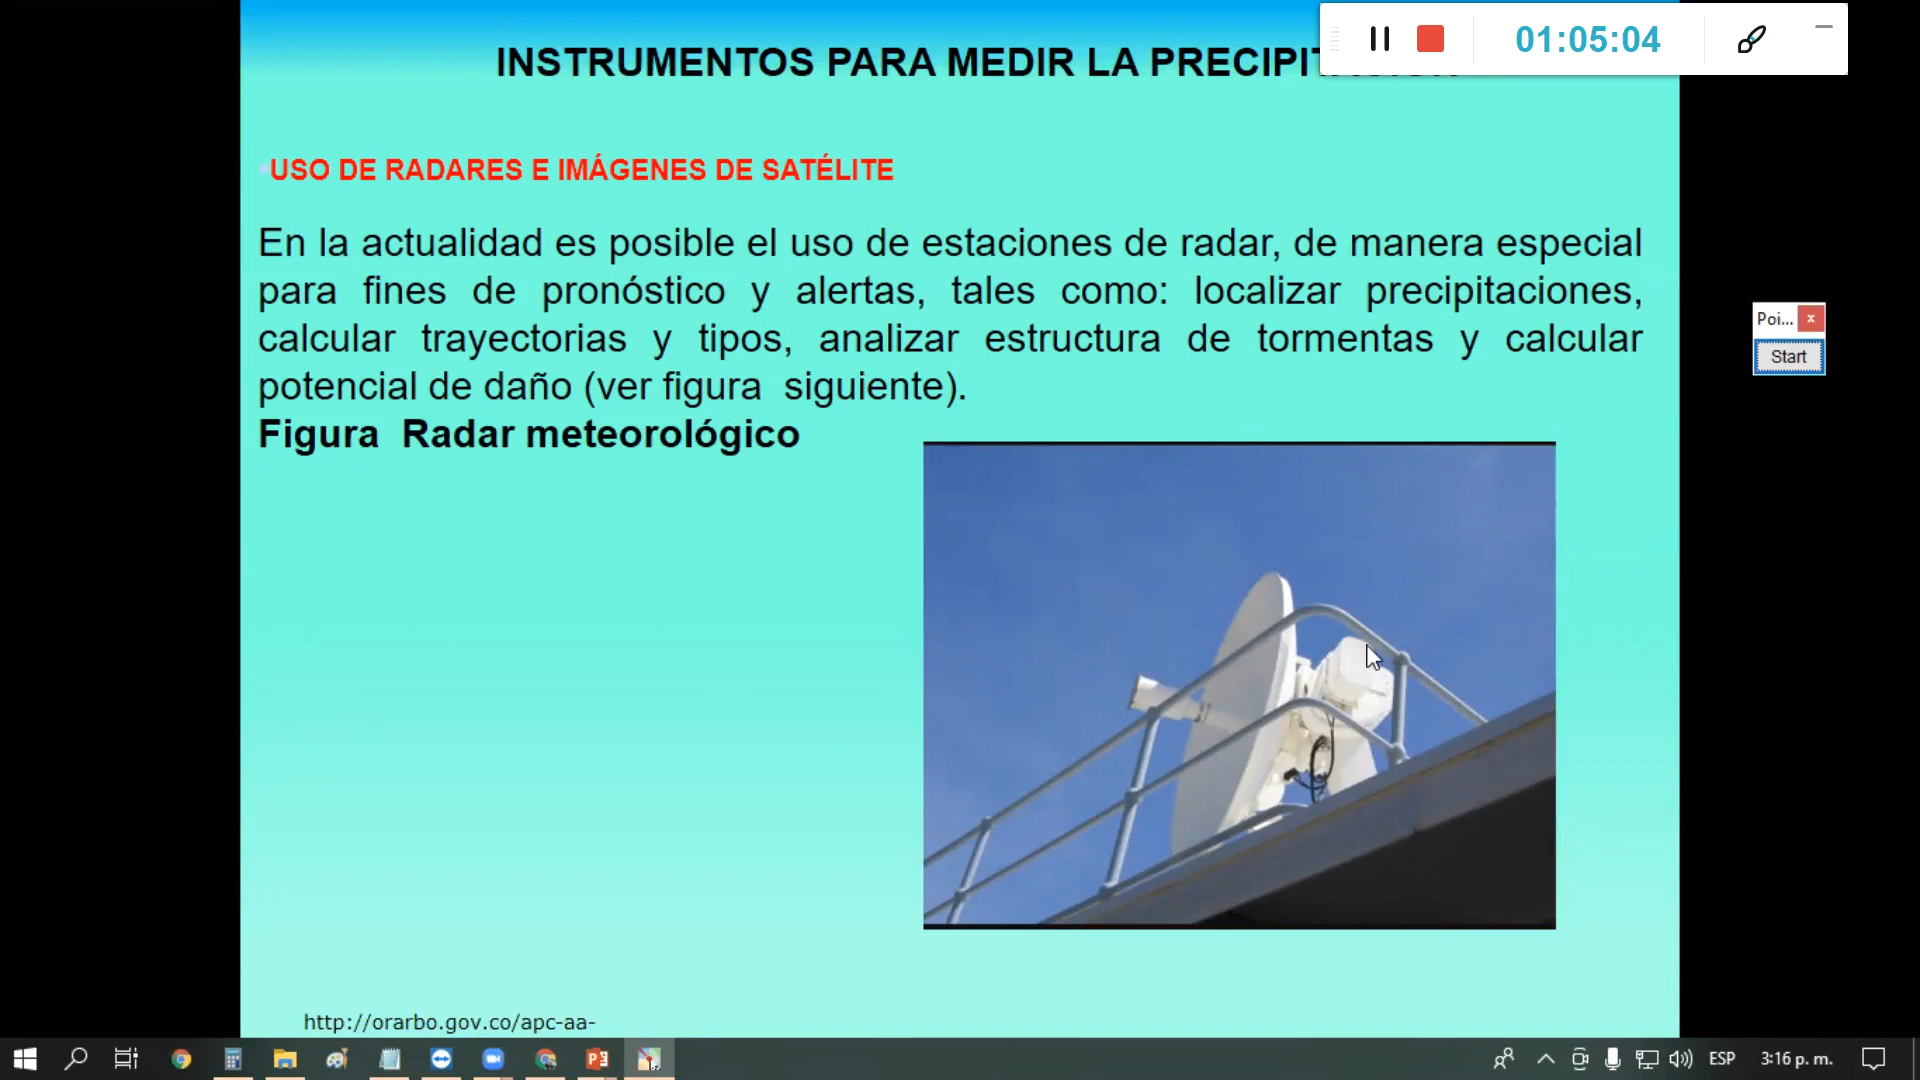 INSTRUMENTOS PARA MEDIR LA
01:05:04
USO DE RADARES E IMÁGENES DE SATÉLITE
En la actualidad es posible el uso de estaciones de radar, de manera especial
para fines de pronóstico y alertas, tales como: localizar precipitaciones,
calcular trayectorias y tipos, analizar estructura de tormentas y calcular
potencial de daño (ver figura siguiente).
Figura Radar meteorológico
Poi...
Start
http://orarbo.gov.co/apc-aa-
ESP
3:16 p. m.